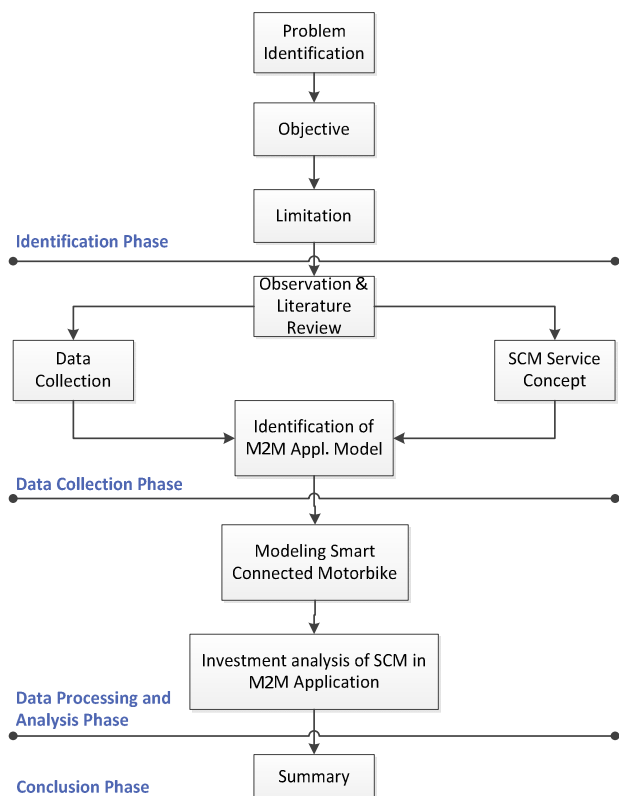 Problem
Identification
Objective
Limitation
Identification Phase
Observation &
Literature
Review
Data
Collection
SCM Service
Concept
Identification of
M2M Appl. Model
Data Collection Phase
Modeling Smart
Connected Motorbike
Investment analysis of SCM in
M2M Application
Data Processing and
Analysis Phase
Summary
Conclusion Phase